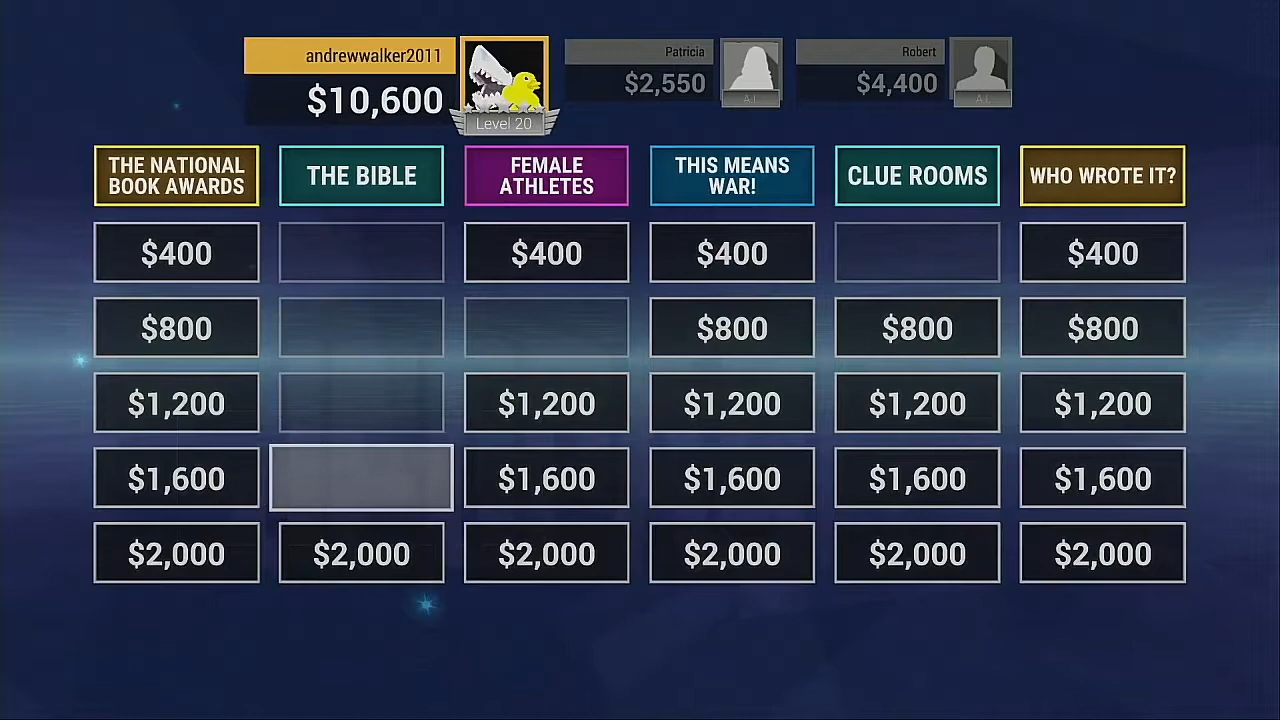 andrewwalker2011
$10,600
Level 20
Patricia
$2,550
A.I.
Robert
$4,400
A.I.
THE NATIONAL
BOOK AWARDS
THE BIBLE
FEMALE
ATHLETES
THIS MEANS
WAR!
CLUE ROOMS
WHO WROTE IT?
$400 $400 $400 $400
$800 $800 $800 $800
$1,200 $1,200 $1,200 $1,200 $1,200
$1,600 $1,600 $1,600 $1,600 $1,600
$2,000 $2,000 $2,000 $2,000 $2,000 $2,000